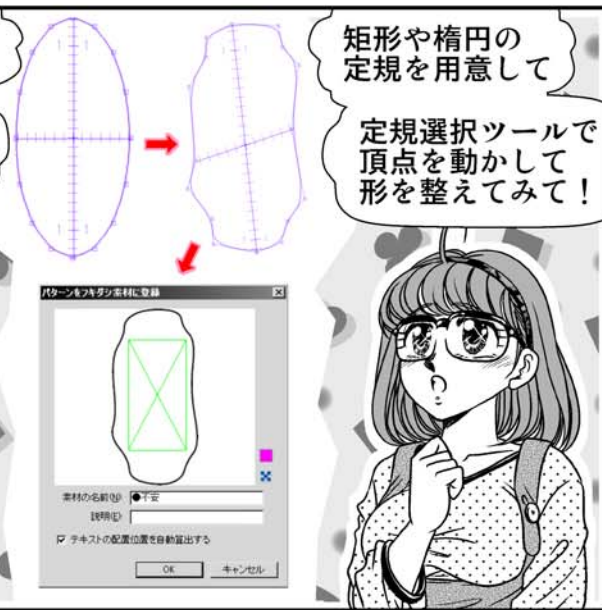 矩形や楕円の
定規を用意して
定規選択ツールで
頂点を動かして
形を整えてみて！
パターンをフキダシ素材に登録
素材の名前(N) ●不安
説明(E)
テキストの配置位置を自動算出する
OK
キャンセル